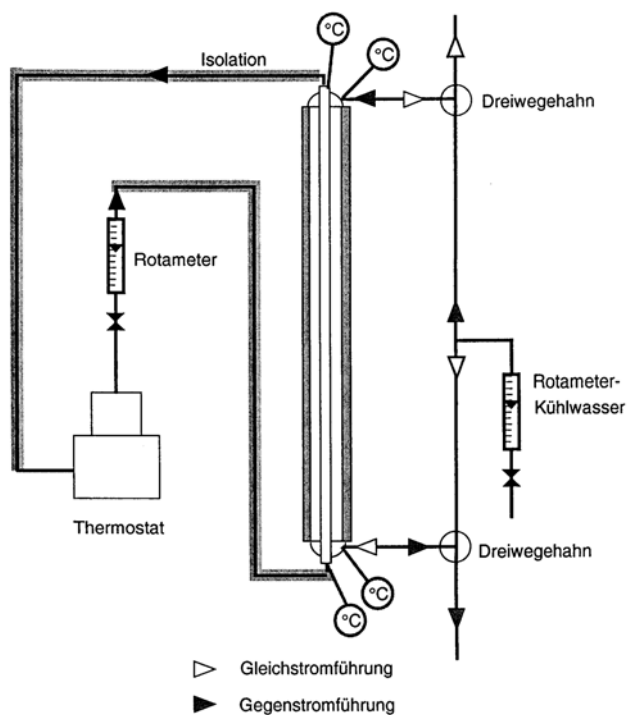 °C
°C
Isolation
Dreiwegehahn
Rotameter
Rotameter-
Kühlwasser
Thermostat
Dreiwegehahn
°C
°C
Gleichstromführung
Gegenstromführung